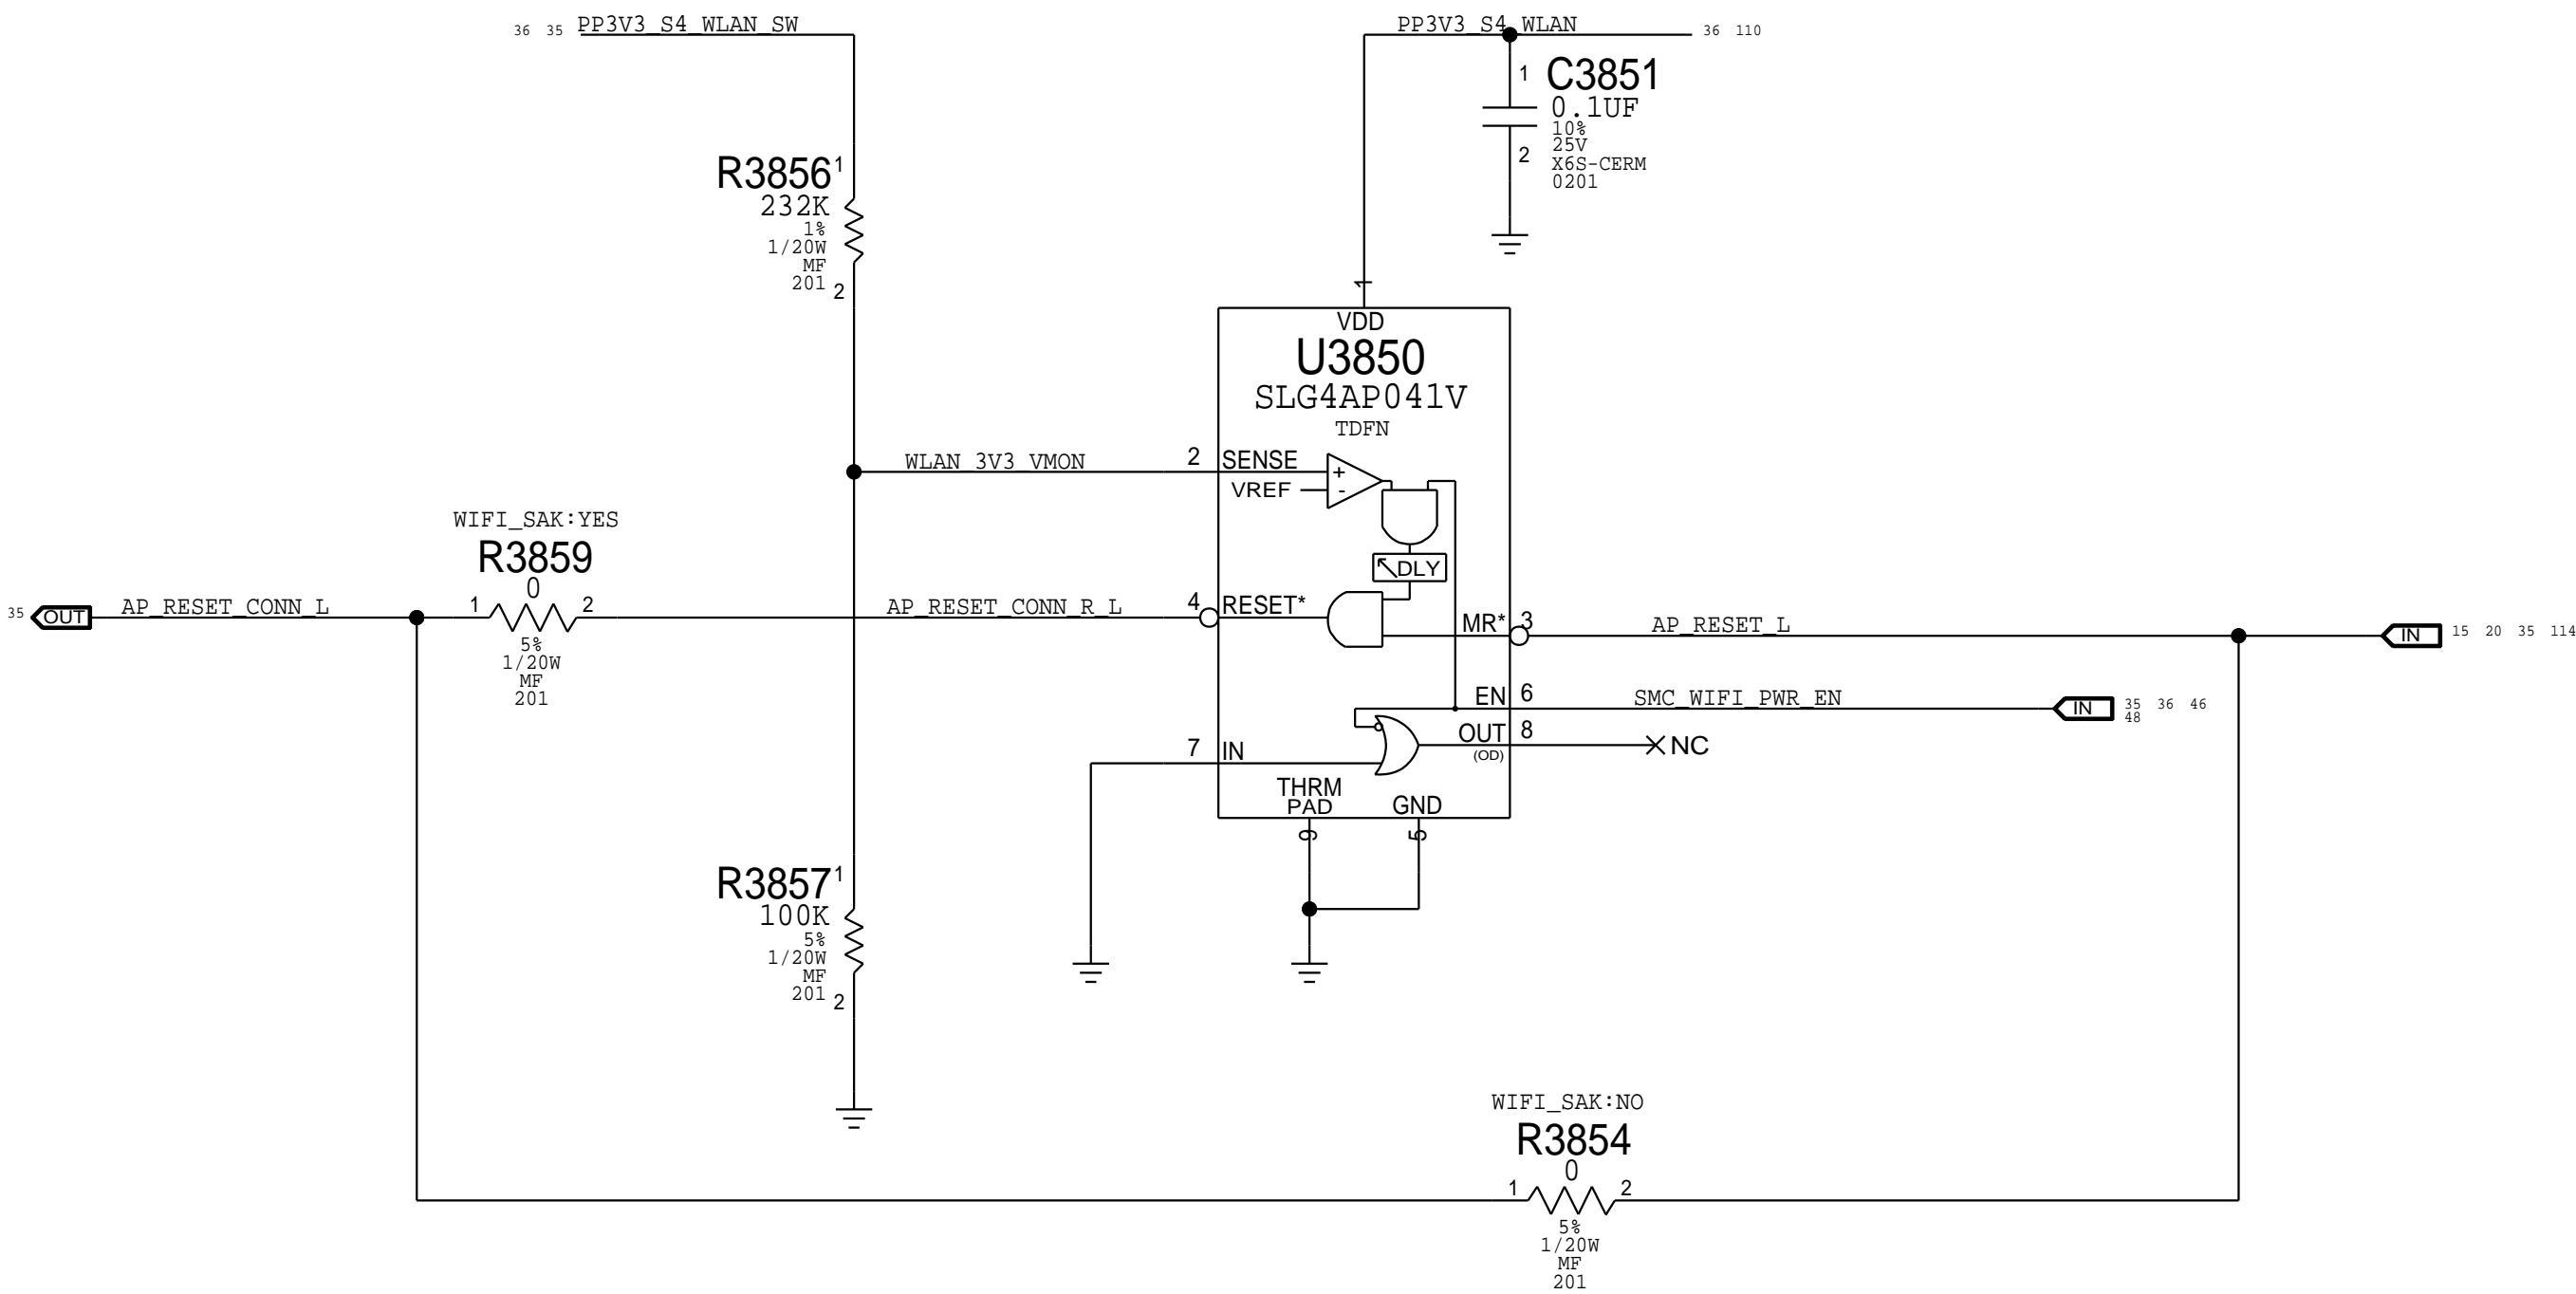 36 35 PP3V3_S4_WLAN_SW
PP3V3_S4_WLAN 36 110
1 C3851
0.1UF
10%
25V
2 X6S-CERM
0201
R3856 1
232K
1%
1/20W
MF
201 2
1
VDD
U3850
SLG4AP041V
TDFN
WLAN_3V3_VMON 2 SENSE
+
VREF -
WIFI_SAK:YES
R3859
0
DLY
35 OUT AP_RESET_CONN_L 1 2 AP_RESET_CONN_R_L 4 RESET*
5%
1/20W
MF
201
MR* 3 AP_RESET_L IN 15 20 35 114
EN 6 SMC_WIFI_PWR_EN IN 35 36 46
48
OUT 8 NC
(OD)
7 IN
THRM
PAD GND
9 5
R3857 1
100K
5%
1/20W
MF
201 2
WIFI_SAK:NO
R3854
0
1 2
5%
1/20W
MF
201